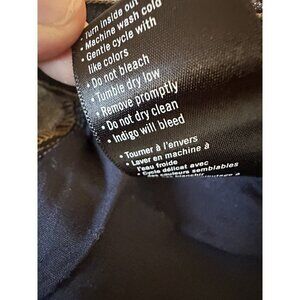 • Turn inside out
• Machine wash cold
• Gentle cycle with
like colors
• Do not bleach
• Tumble dry low
• Remove promptly
• Do not dry clean
• Indigo will bleed
• Tourner à l'envers
• Laver en machine à
l'eau froide
• Cycle délicat avec
des couleurs semblables